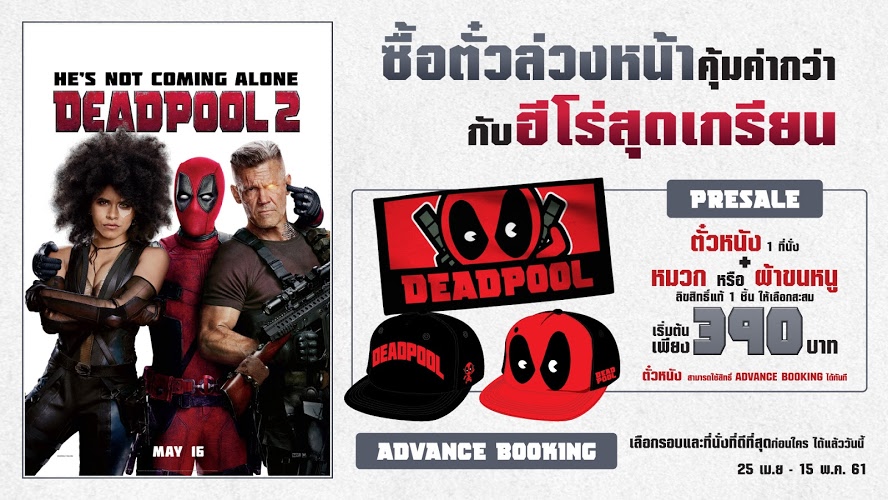 HE'S NOT COMING ALONE
DEADPOOL 2
MAY 16
ซื้อตั๋วล่วงหน้าคุ้มค่ากว่า
กับฮีโร่สุดเกรียน
DEADPOOL
DEADPOOL
DEAD
POOL
PRESALE
ตั๋วหนัง 1 ที่นั่ง
+
หมวก หรือ ผ้าขนหนู
ลิขสิทธิ์แท้ 1 ชิ้น ให้เลือกสะสม
เริ่มต้น
เพียง 390 บาท
ตั๋วหนัง สามารถใช้สิทธิ์ ADVANCE BOOKING ได้ทันที
ADVANCE BOOKING
เลือกรอบและที่นั่งที่ดีที่สุดก่อนใคร ได้แล้ววันนี้
25 เม.ย - 15 พ.ค. 61